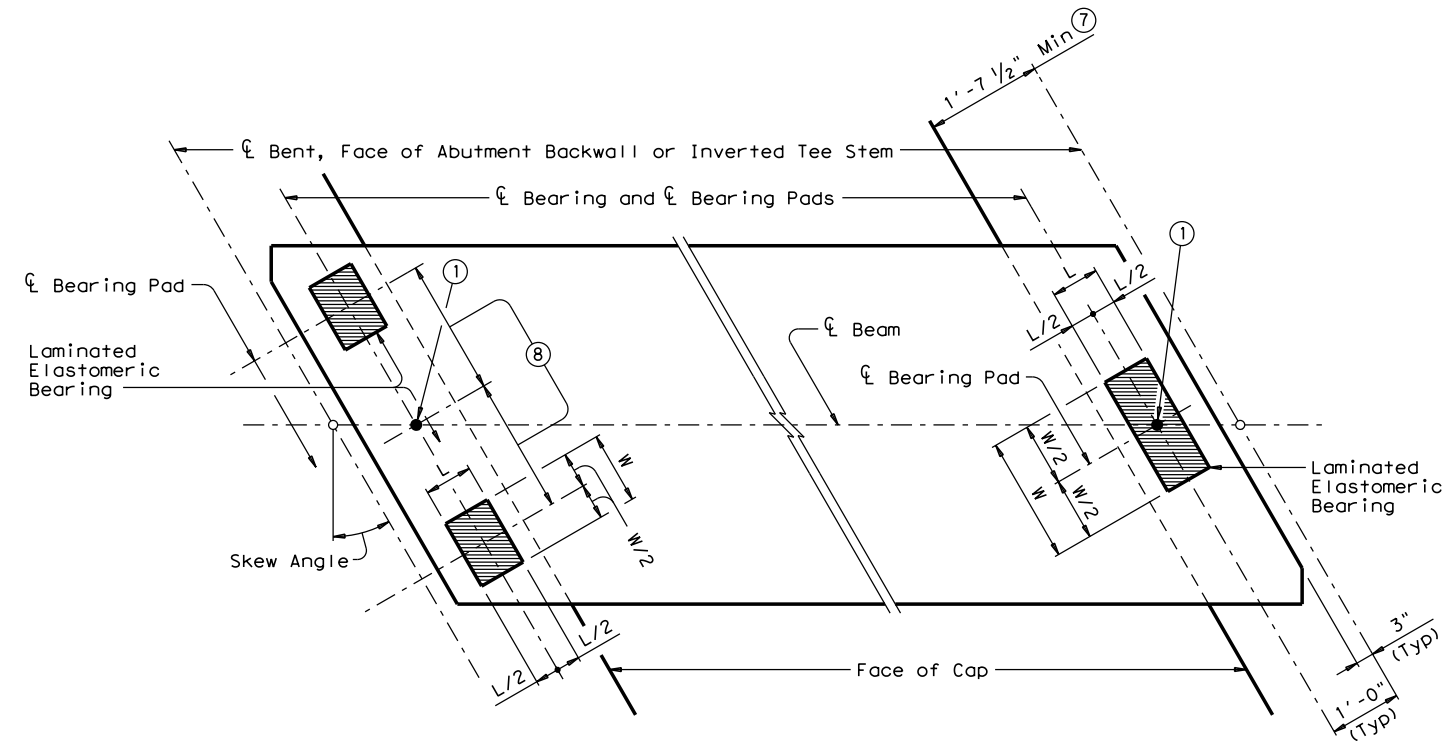 1'-7 1/2" Min 7
℄ Bent, Face of Abutment Backwall or Inverted Tee Stem
℄ Bearing and ℄ Bearing Pads
1
1
℄ Bearing Pad
L
L/2
L/2
℄ Beam
8
Laminated
Elastomeric
Bearing
℄ Bearing Pad
W/2
W
W/2
W
L
W/2
Laminated
Elastomeric
Bearing
Skew Angle
L/2
L/2
Face of Cap
3"
(Typ)
1'-0"
(Typ)